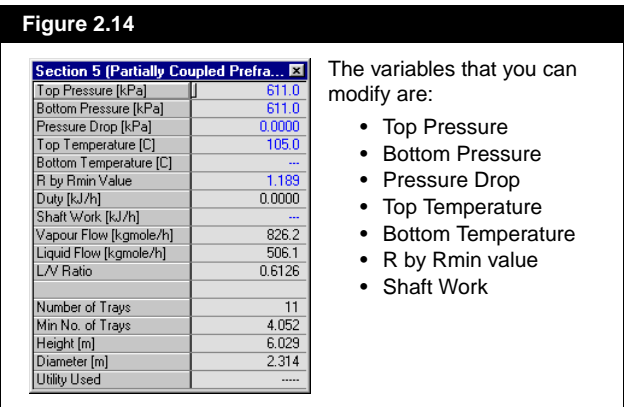 Figure 2.14
Section 5 (Partially Coupled Prefra...
Top Pressure [kPa] 611.0
Bottom Pressure [kPa] 611.0
Pressure Drop [kPa] 0.0000
Top Temperature [C] 105.0
Bottom Temperature [C] ---
R by Rmin Value 1.189
Duty [kJ/h] 0.0000
Shaft Work [kJ/h] ---
Vapour Flow [kgmole/h] 826.2
Liquid Flow [kgmole/h] 506.1
L/V Ratio 0.6126
Number of Trays 11
Min No. of Trays 4.052
Height [m] 6.029
Diameter [m] 2.314
Utility Used -----
The variables that you can
modify are:
• Top Pressure
• Bottom Pressure
• Pressure Drop
• Top Temperature
• Bottom Temperature
• R by Rmin value
• Shaft Work